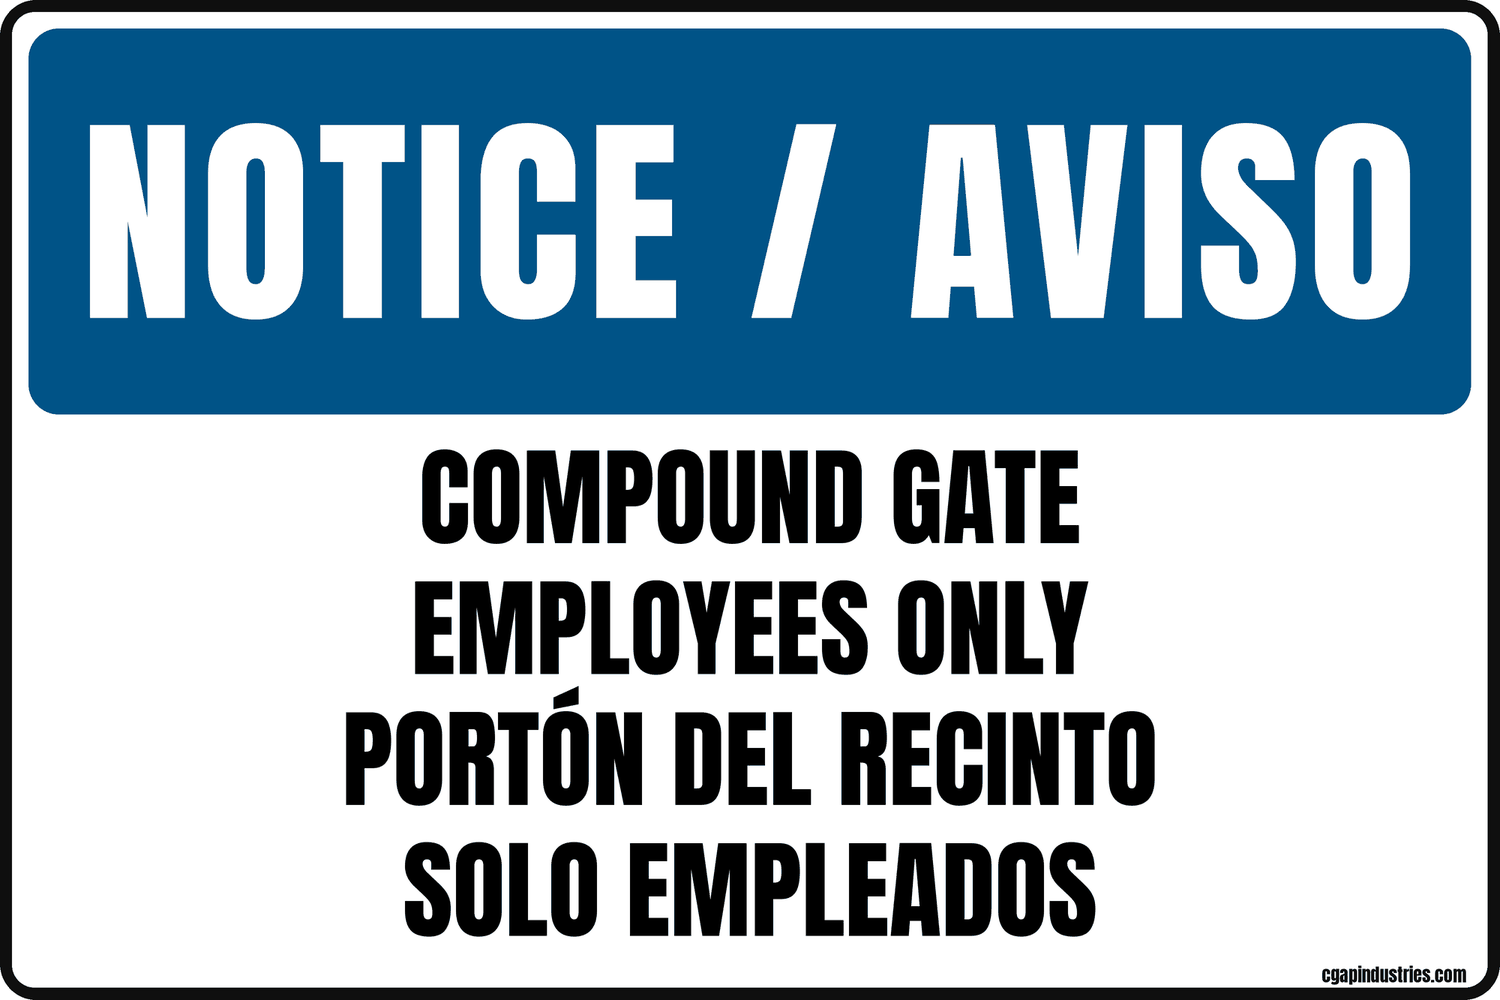 NOTICE / AVISO
COMPOUND GATE
EMPLOYEES ONLY
PORTÓN DEL RECINTO
SOLO EMPLEADOS
cgapindustries.com